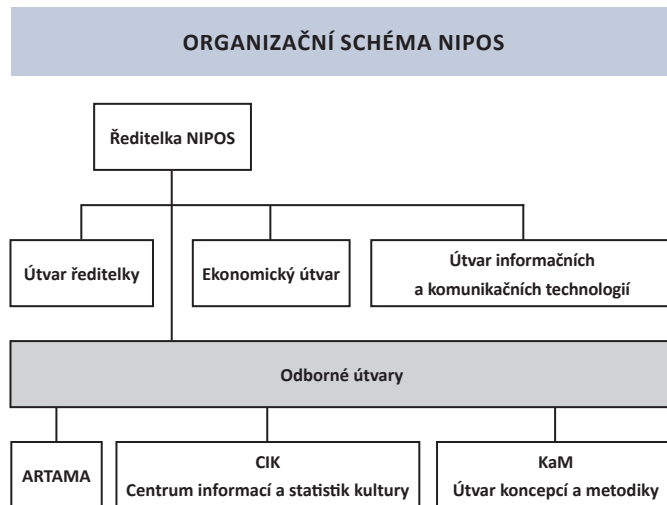 ORGANIZAČNÍ SCHÉMA NIPOS
Ředitelka NIPOS
Útvar ředitelky
Ekonomický útvar
Útvar informačních
a komunikačních technologií
Odborné útvary
ARTAMA
CIK
Centrum informací a statistik kultury
KaM
Útvar koncepcí a metodiky